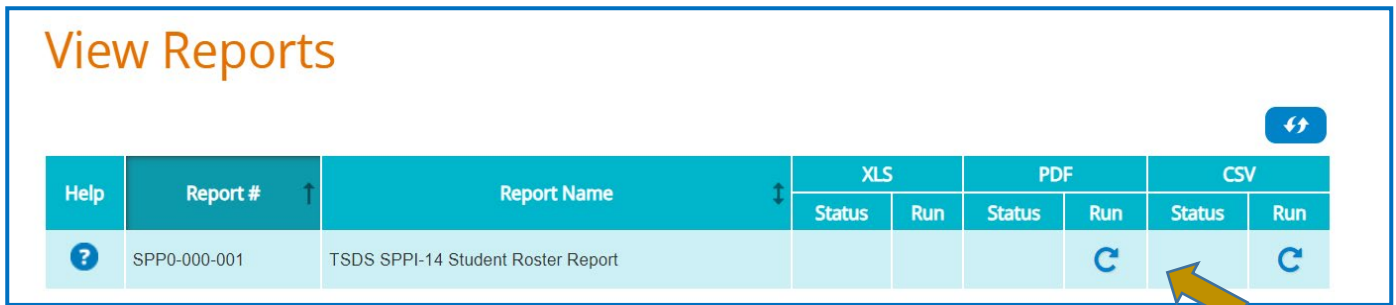 View Reports
Help Report # Report Name XLS PDF CSV
Status Run Status Run Status Run
? SPP0-000-001 TSDS SPPI-14 Student Roster Report